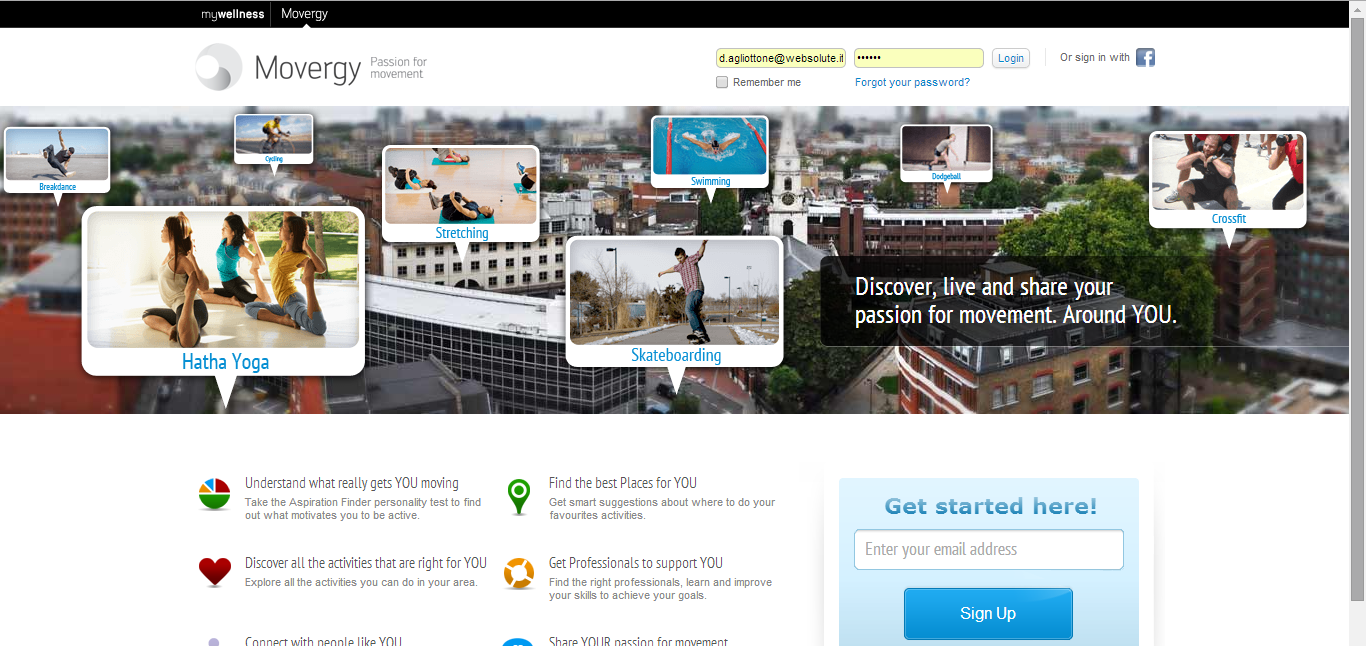 mywellness
Movergy
Movergy
Passion for
movement
d.agliottone@websolute.it
••••••
Login
Or sign in with
Remember me
Forgot your password?
Breakdance
Cycling
Stretching
Swimming
Dodgeball
Crossfit
Hatha Yoga
Skateboarding
Discover, live and share your
passion for movement. Around YOU.
Understand what really gets YOU moving
Take the Aspiration Finder personality test to find
out what motivates you to be active.
Find the best Places for YOU
Get smart suggestions about where to do your
favourites activities.
Discover all the activities that are right for YOU
Explore all the activities you can do in your area.
Get Professionals to support YOU
Find the right professionals, learn and improve
your skills to achieve your goals.
Connect with people like YOU
Share YOUR passion for movement
Get started here!
Enter your email address
Sign Up